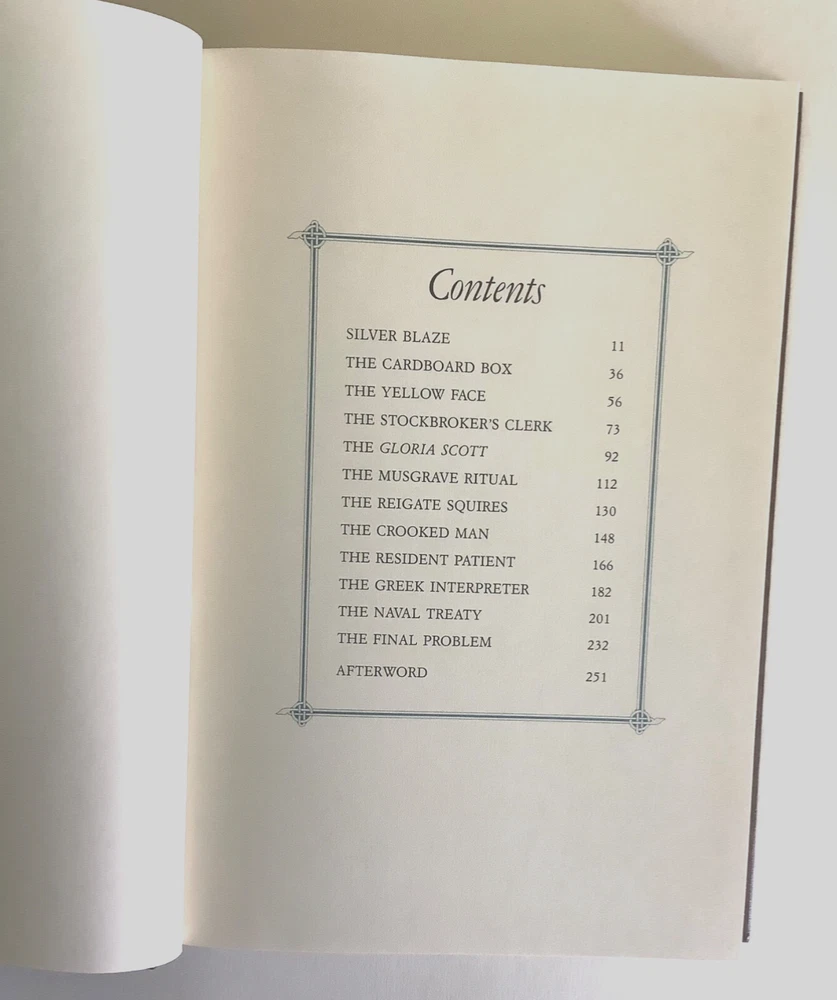 Contents
SILVER BLAZE 11
THE CARDBOARD BOX 36
THE YELLOW FACE 56
THE STOCKBROKER'S CLERK 73
THE GLORIA SCOTT 92
THE MUSGRAVE RITUAL 112
THE REIGATE SQUIRES 130
THE CROOKED MAN 148
THE RESIDENT PATIENT 166
THE GREEK INTERPRETER 182
THE NAVAL TREATY 201
THE FINAL PROBLEM 232
AFTERWORD 251